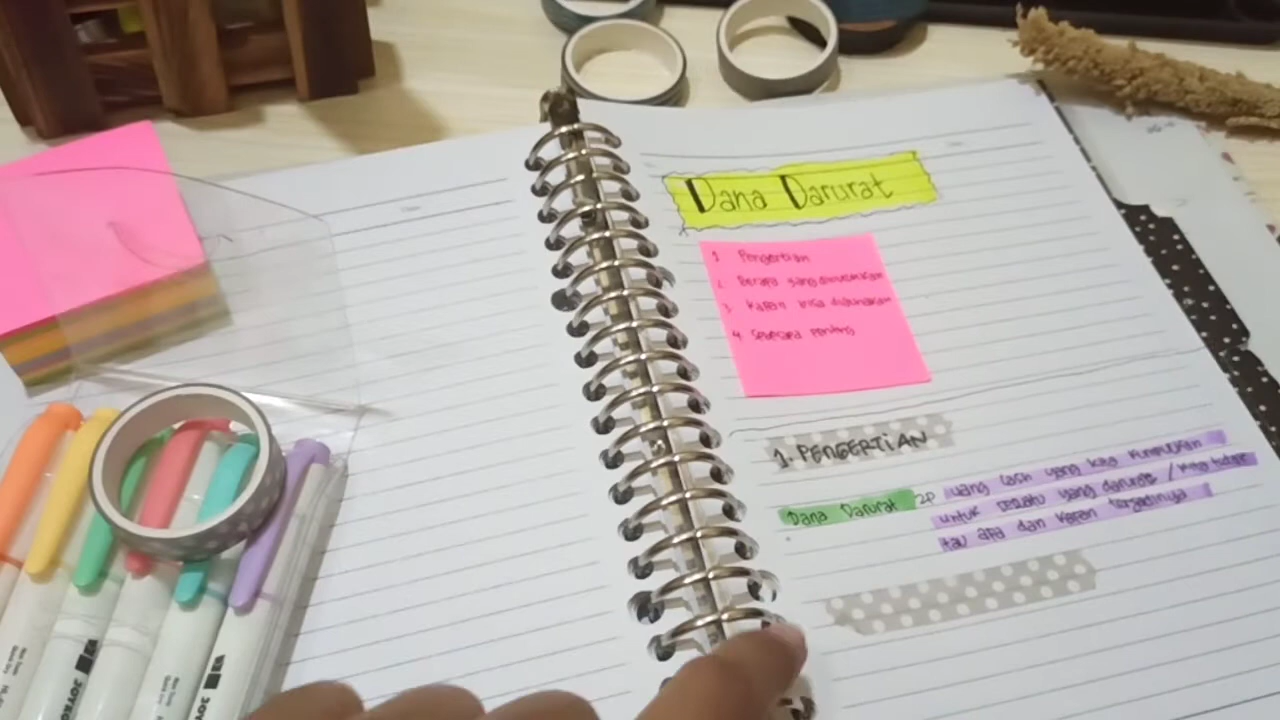 Dana Darurat
1 Pengertian
2. Berapa yang dibutuhkan
3. Kapan bisa digunakan
4 Seberapa penting
1. PENGERTIAN
Dana Darurat => uang cash yang kita kumpulkan
untuk sesuatu yang darurat / kita tidak
tau apa dan kapan terjadinya